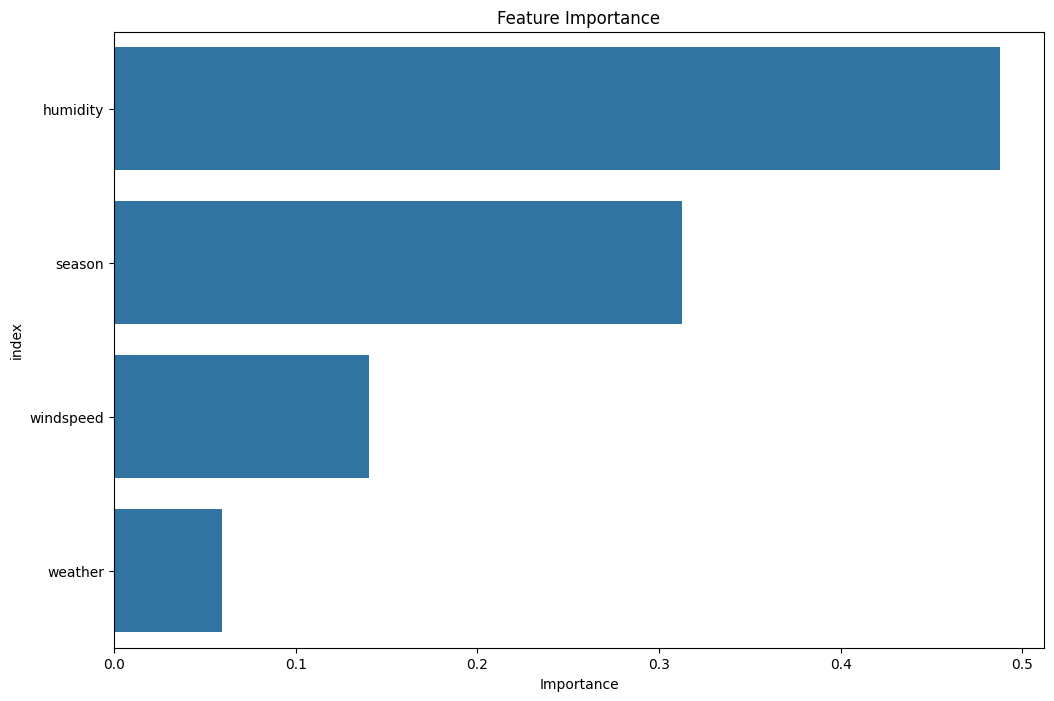 Feature Importance
humidity
season
windspeed
weather
index
0.0 0.1 0.2 0.3 0.4 0.5
Importance